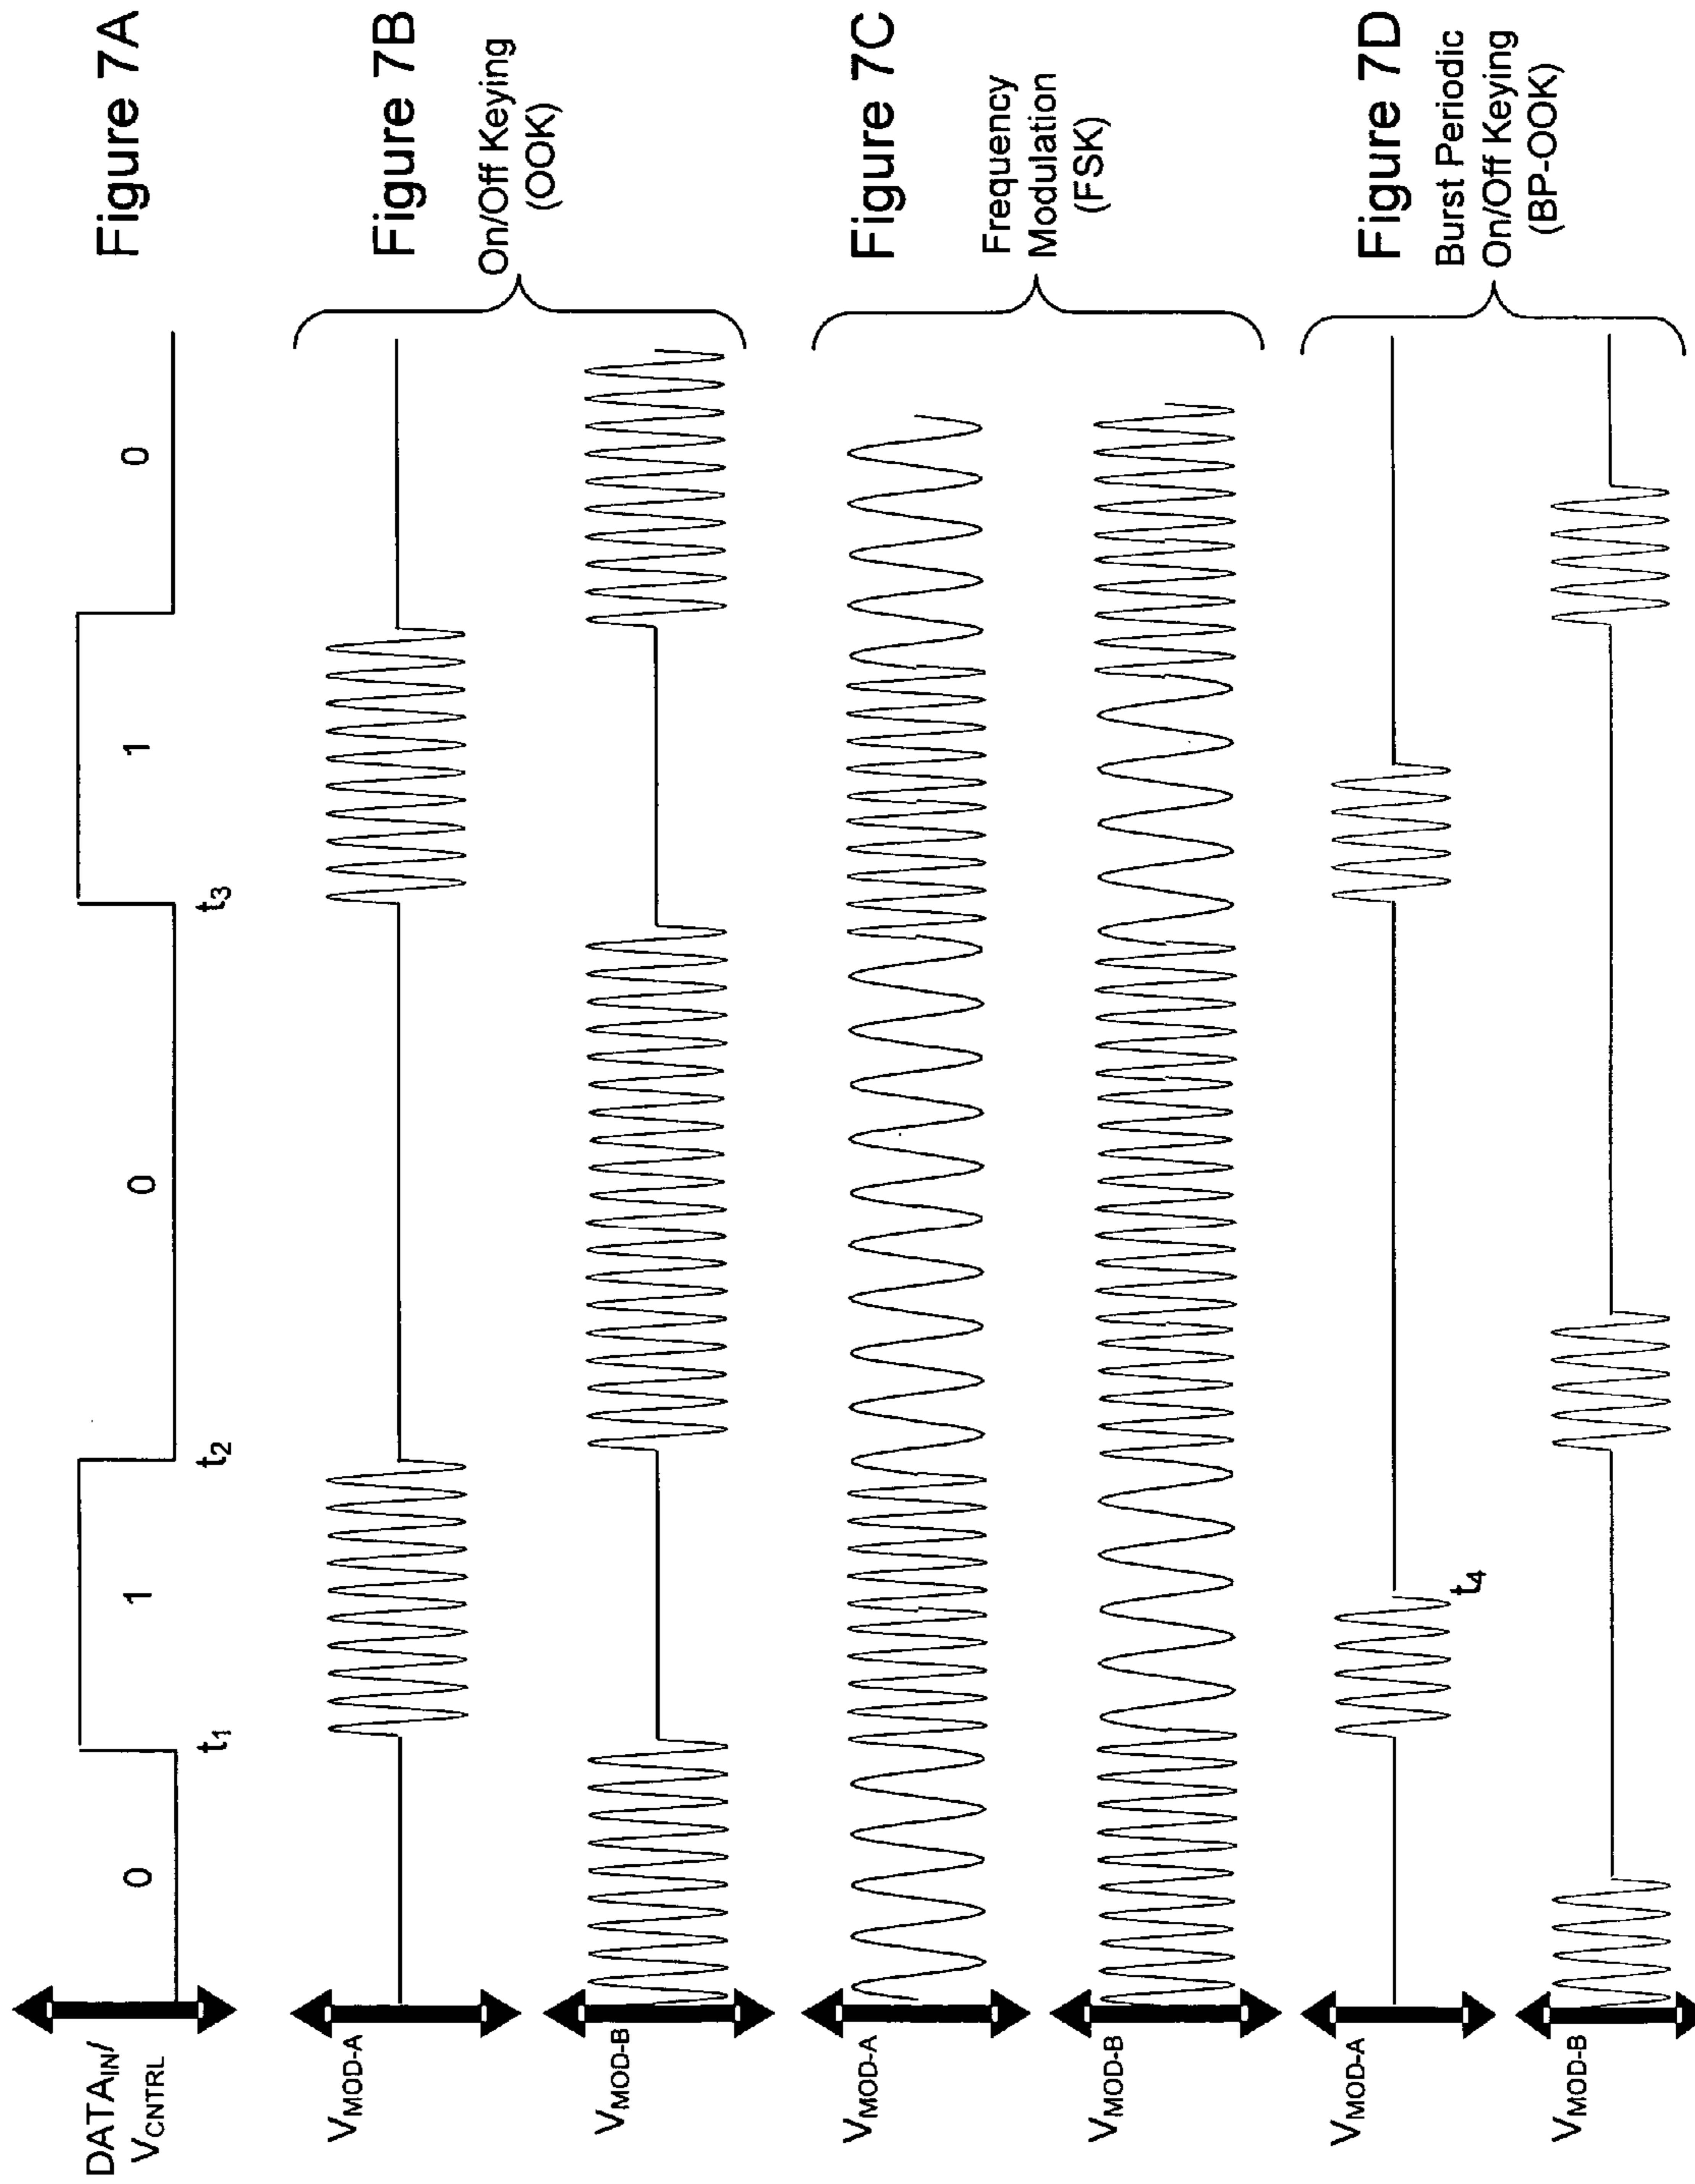 DATAIN/
VCNTRL
0
1
0
1
0
t1
t2
t3
Figure 7A
VMOD-A
VMOD-B
Figure 7B
On/Off Keying
(OOK)
VMOD-A
VMOD-B
Figure 7C
Frequency
Modulation
(FSK)
VMOD-A
t4
VMOD-B
Figure 7D
Burst Periodic
On/Off Keying
(BP-OOK)